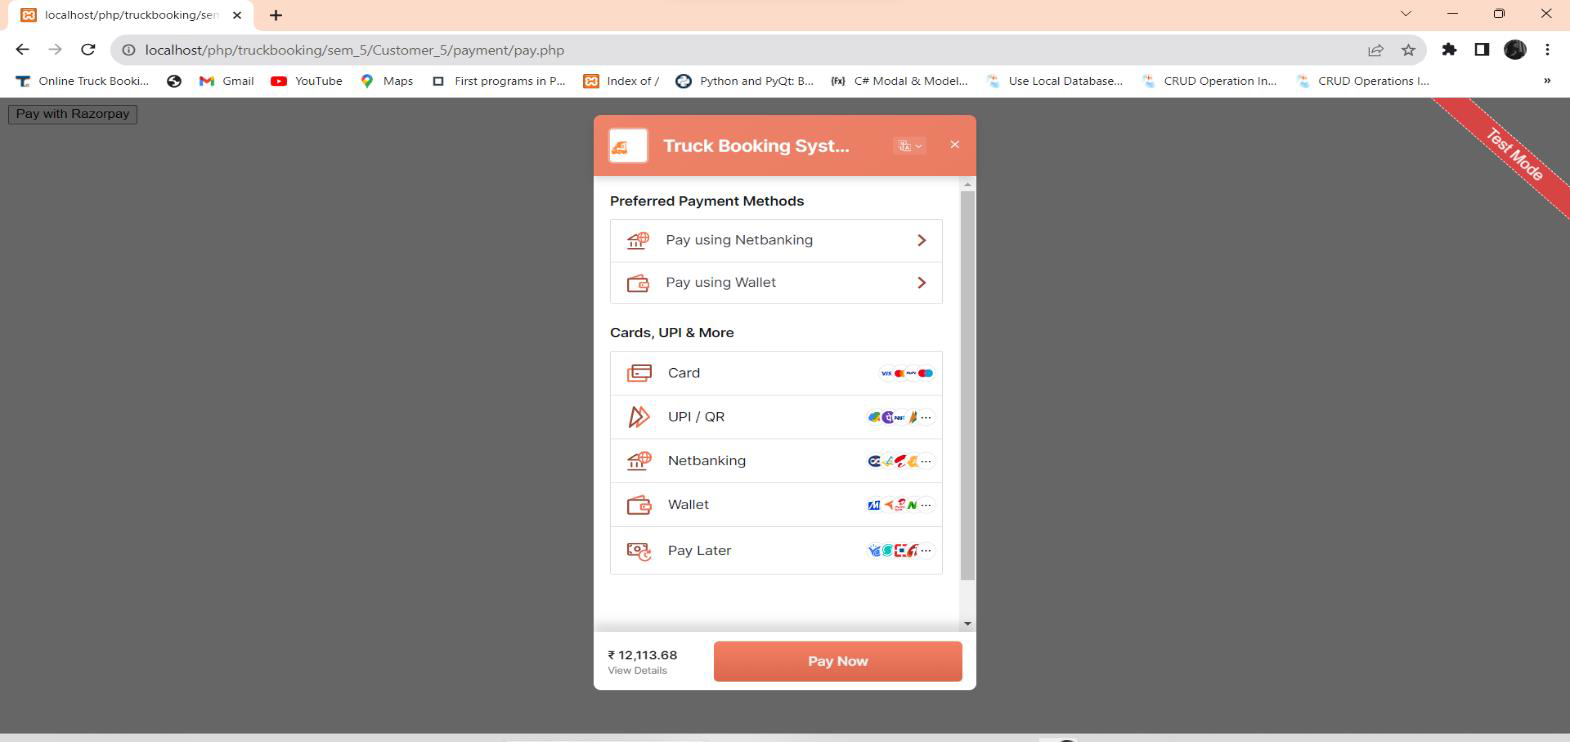 localhost/php/truckbooking/sem
localhost/php/truckbooking/sem_5/Customer_5/payment/pay.php
Online Truck Booki... Gmail YouTube Maps First programs in P... Index of / Python and PyQt: B... {Fx} C# Modal & Model... Use Local Database... CRUD Operation In... CRUD Operations I... »
Pay with Razorpay
Test Mode
Truck Booking Syst...
Preferred Payment Methods
Pay using Netbanking
Pay using Wallet
Cards, UPI & More
Card VISA
UPI / QR
Netbanking
Wallet
Pay Later
₹ 12,113.68
View Details
Pay Now